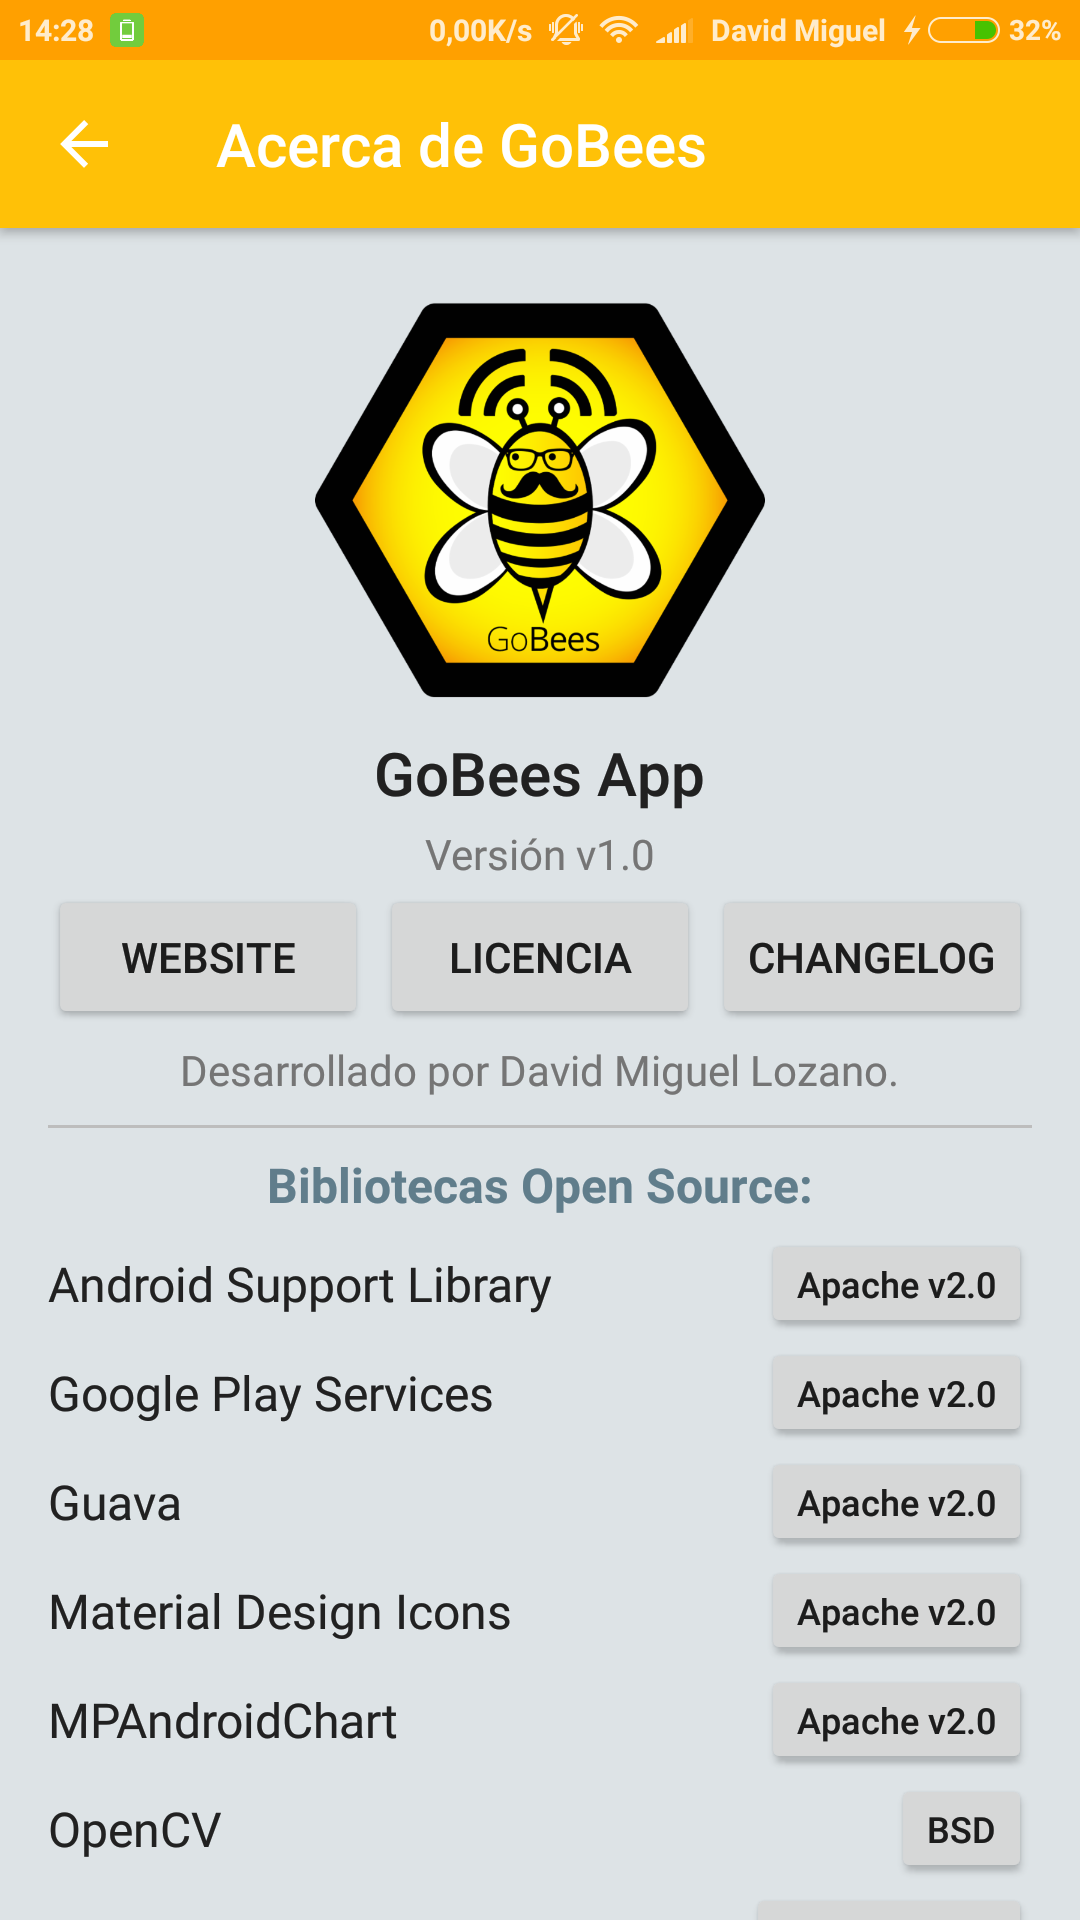 14:28 0,00K/s David Miguel 32%
Acerca de GoBees
GoBees
GoBees App
Versión v1.0
WEBSITE LICENCIA CHANGELOG
Desarrollado por David Miguel Lozano.
Bibliotecas Open Source:
Android Support Library Apache v2.0
Google Play Services Apache v2.0
Guava Apache v2.0
Material Design Icons Apache v2.0
MPAndroidChart Apache v2.0
OpenCV BSD